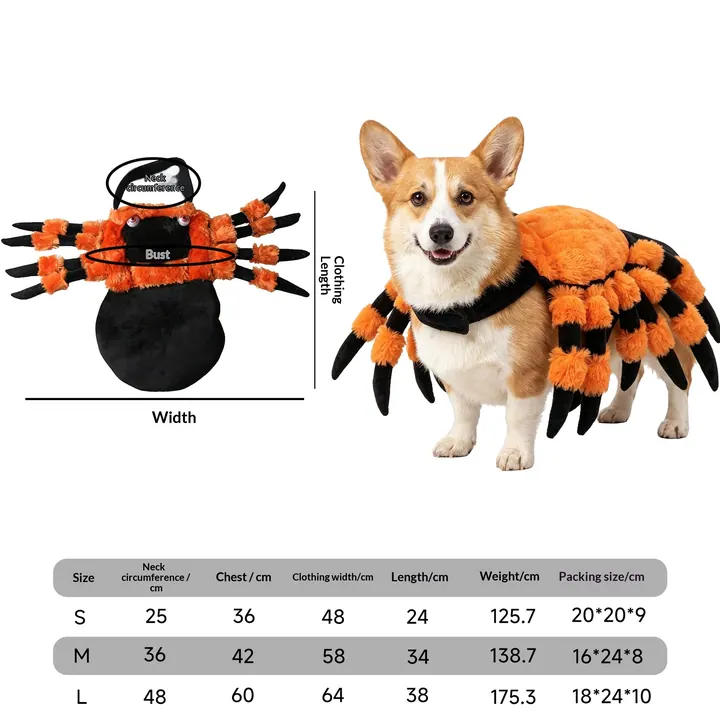 Neck
circumference
Bust
Clothing
Length
Width
Size Neck circumference / cm Chest / cm Clothing width/cm Length/cm Weight/cm Packing size/cm
S 25 36 48 24 125.7 20*20*9
M 36 42 58 34 138.7 16*24*8
L 48 60 64 38 175.3 18*24*10